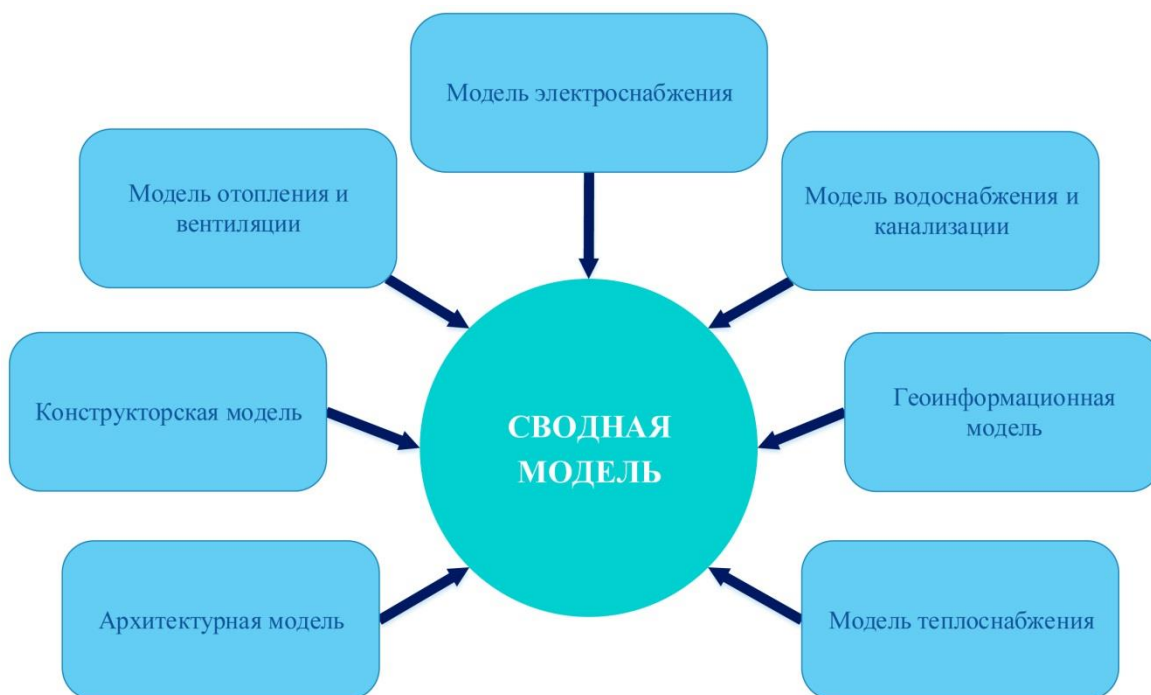 Модель электроснабжения
Модель отопления и
вентиляции
Модель водоснабжения и
канализации
Конструкторская модель
СВОДНАЯ
МОДЕЛЬ
Геоинформационная
модель
Архитектурная модель
Модель теплоснабжения